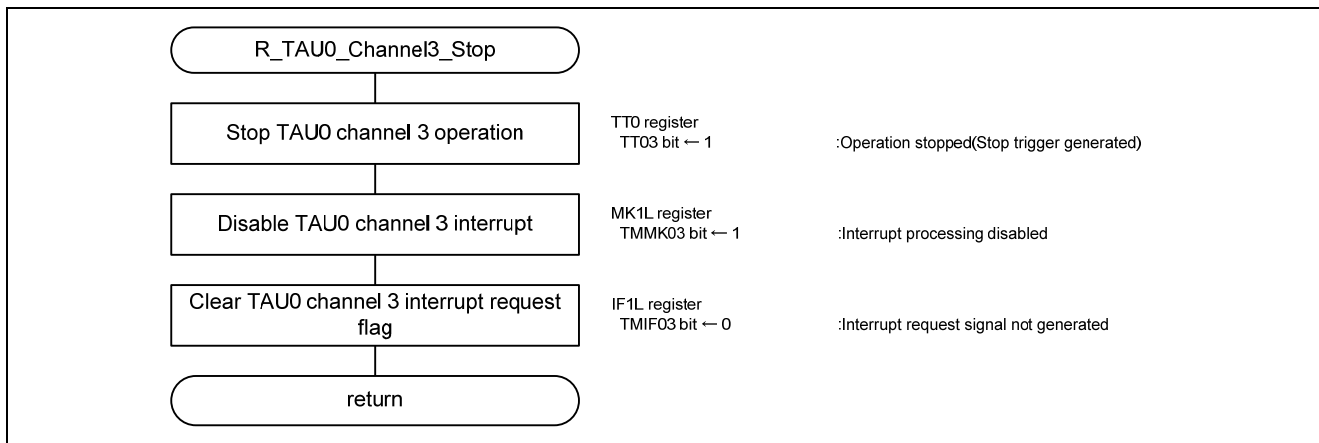 R_TAU0_Channel3_Stop
Stop TAU0 channel 3 operation
TT0 register
TT03 bit ← 1 :Operation stopped(Stop trigger generated)
Disable TAU0 channel 3 interrupt
MK1L register
TMMK03 bit ← 1 :Interrupt processing disabled
Clear TAU0 channel 3 interrupt request
flag
IF1L register
TMIF03 bit ← 0 :Interrupt request signal not generated
return